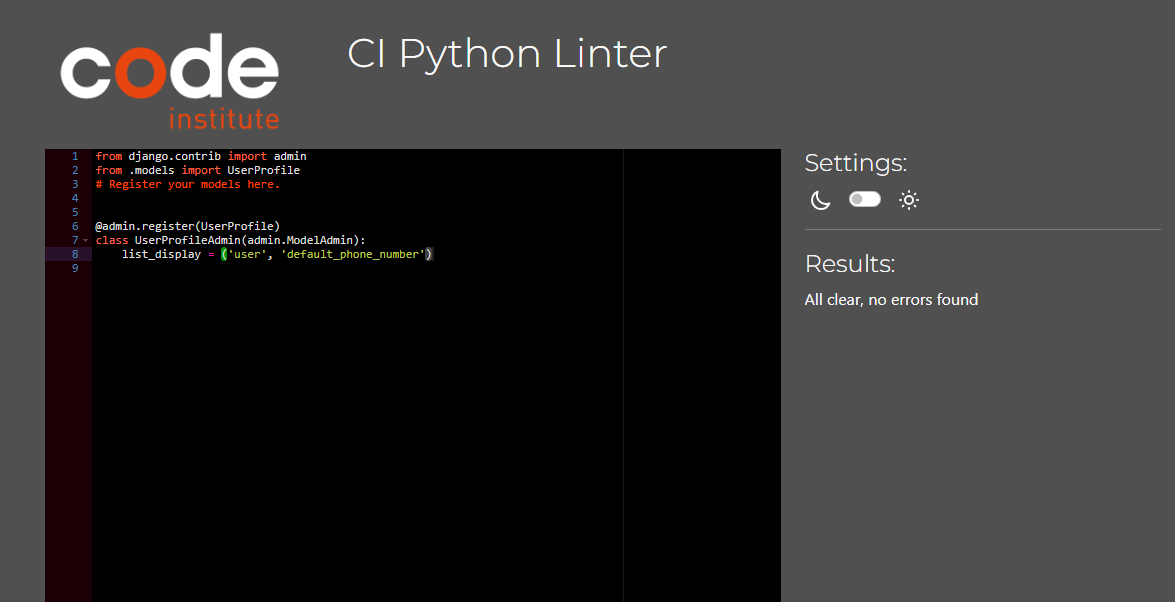 code
institute
CI Python Linter
1 from django.contrib import admin
2 from .models import UserProfile
3 # Register your models here.
4
5
6 @admin.register(UserProfile)
7 class UserProfileAdmin(admin.ModelAdmin):
8     list_display = ('user', 'default_phone_number')
9
Settings:
Results:
All clear, no errors found